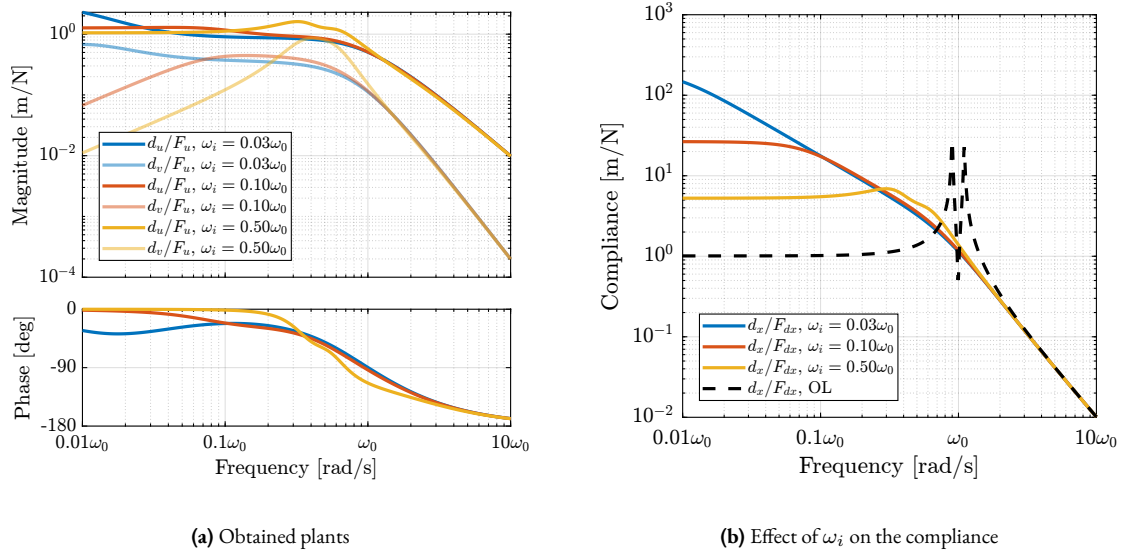 Magnitude [m/N]
10^0
10^-2
10^-4
d_u/F_u, ω_i = 0.03ω_0
d_v/F_u, ω_i = 0.03ω_0
d_u/F_u, ω_i = 0.10ω_0
d_v/F_u, ω_i = 0.10ω_0
d_u/F_u, ω_i = 0.50ω_0
d_v/F_u, ω_i = 0.50ω_0
Phase [deg]
0
-90
-180
0.01ω_0 0.1ω_0 ω_0 10ω_0
Frequency [rad/s]
(a) Obtained plants
Compliance [m/N]
10^3
10^2
10^1
10^0
10^-1
10^-2
d_x/F_dx, ω_i = 0.03ω_0
d_x/F_dx, ω_i = 0.10ω_0
d_x/F_dx, ω_i = 0.50ω_0
d_x/F_dx, OL
0.01ω_0 0.1ω_0 ω_0 10ω_0
Frequency [rad/s]
(b) Effect of ω_i on the compliance